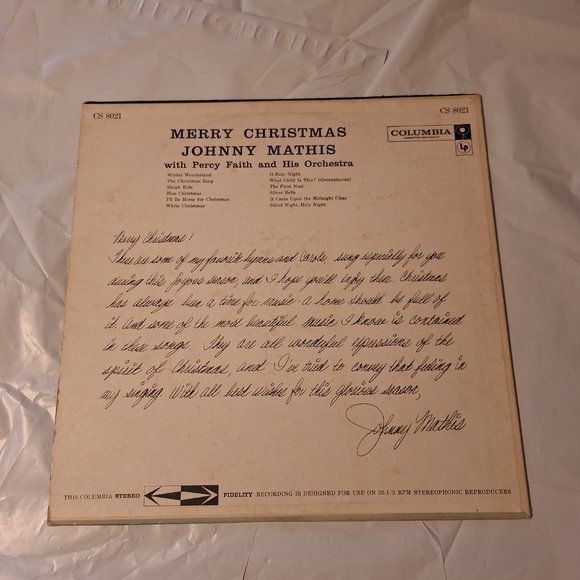 CS 8021
CS 8021
MERRY CHRISTMAS
JOHNNY MATHIS
with Percy Faith and His Orchestra
COLUMBIA
Lp
Winter Wonderland
The Christmas Song
Sleigh Ride
Blue Christmas
I'll Be Home for Christmas
White Christmas
O Holy Night
What Child Is This? (Greensleeves)
The First Noel
Silver Bells
It Came Upon the Midnight Clear
Silent Night, Holy Night
Merry Christmas!
These are some of my favorite hymns and carols, sung especially for you
during this joyous season, and I hope you'll enjoy them. Christmas
has always been a time for music - a home should be full of
it. And some of the most beautiful music I know is contained
in these songs. They are all wonderful expressions of the
spirit of Christmas, and I've tried to convey that feeling in
my singing. With all best wishes for this glorious season,
Johnny Mathis
THIS COLUMBIA STEREO FIDELITY RECORDING IS DESIGNED FOR USE ON 33-1/3 RPM STEREOPHONIC REPRODUCERS